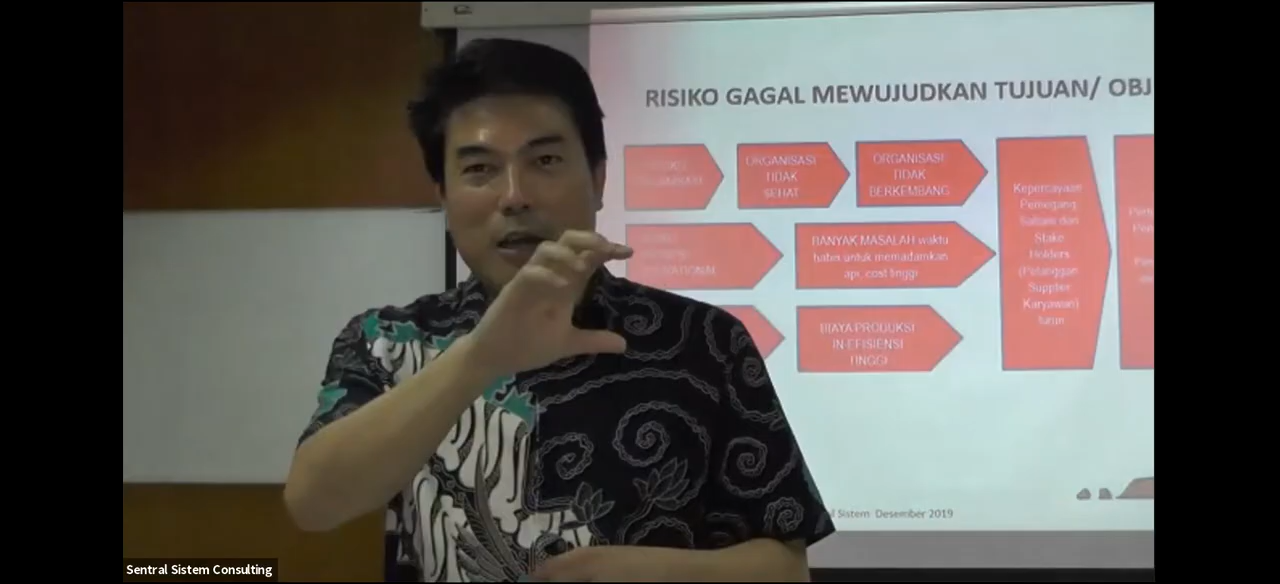 RISIKO GAGAL MEWUJUDKAN TUJUAN/ OBJ
ORGANISASI
TIDAK
SEHAT
ORGANISASI
TIDAK
BERKEMBANG
BANYAK MASALAH waktu
habis untuk memadamkan
api, cost tinggi
BIAYA PRODUKSI
IN-EFISIENSI
TINGGI
Kepercayaan
Pemegang
Saham dan
Stake
Holders
(Pelanggan
Supplier
Karyawan)
turun
Sistem Desember 2019
Sentral Sistem Consulting